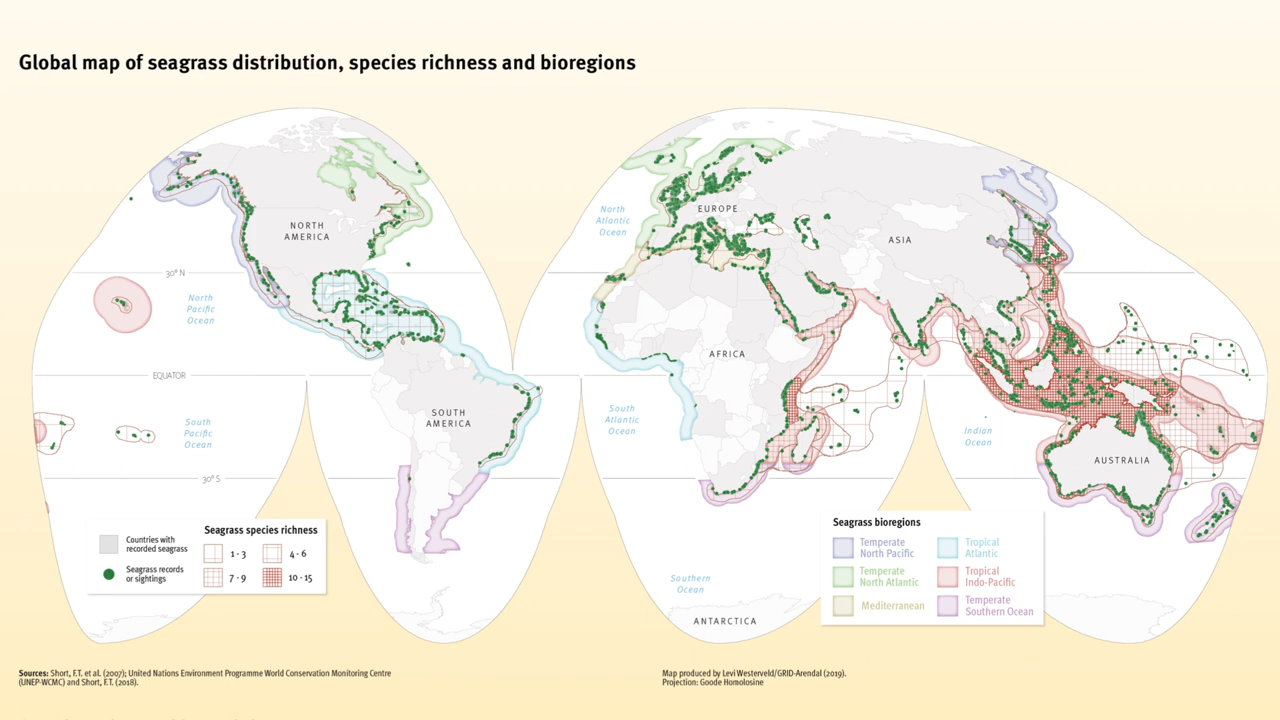 Global map of seagrass distribution, species richness and bioregions
NORTH
AMERICA
North
Atlantic
Ocean
EUROPE
ASIA
30° N
North
Pacific
Ocean
AFRICA
EQUATOR
SOUTH
AMERICA
South
Pacific
Ocean
South
Atlantic
Ocean
Indian
Ocean
AUSTRALIA
30° S
Countries with
recorded seagrass
Seagrass records
or sightings
Seagrass species richness
1 - 3
4 - 6
7 - 9
10 - 15
Southern
Ocean
ANTARCTICA
Seagrass bioregions
Temperate
North Pacific
Tropical
Atlantic
Temperate
North Atlantic
Tropical
Indo-Pacific
Mediterranean
Temperate
Southern Ocean
Sources: Short, F.T. et al. (2007); United Nations Environment Programme World Conservation Monitoring Centre
(UNEP-WCMC) and Short, F.T. (2018).
Map produced by Levi Westerveld/GRID-Arendal (2019).
Projection: Goode Homolosine